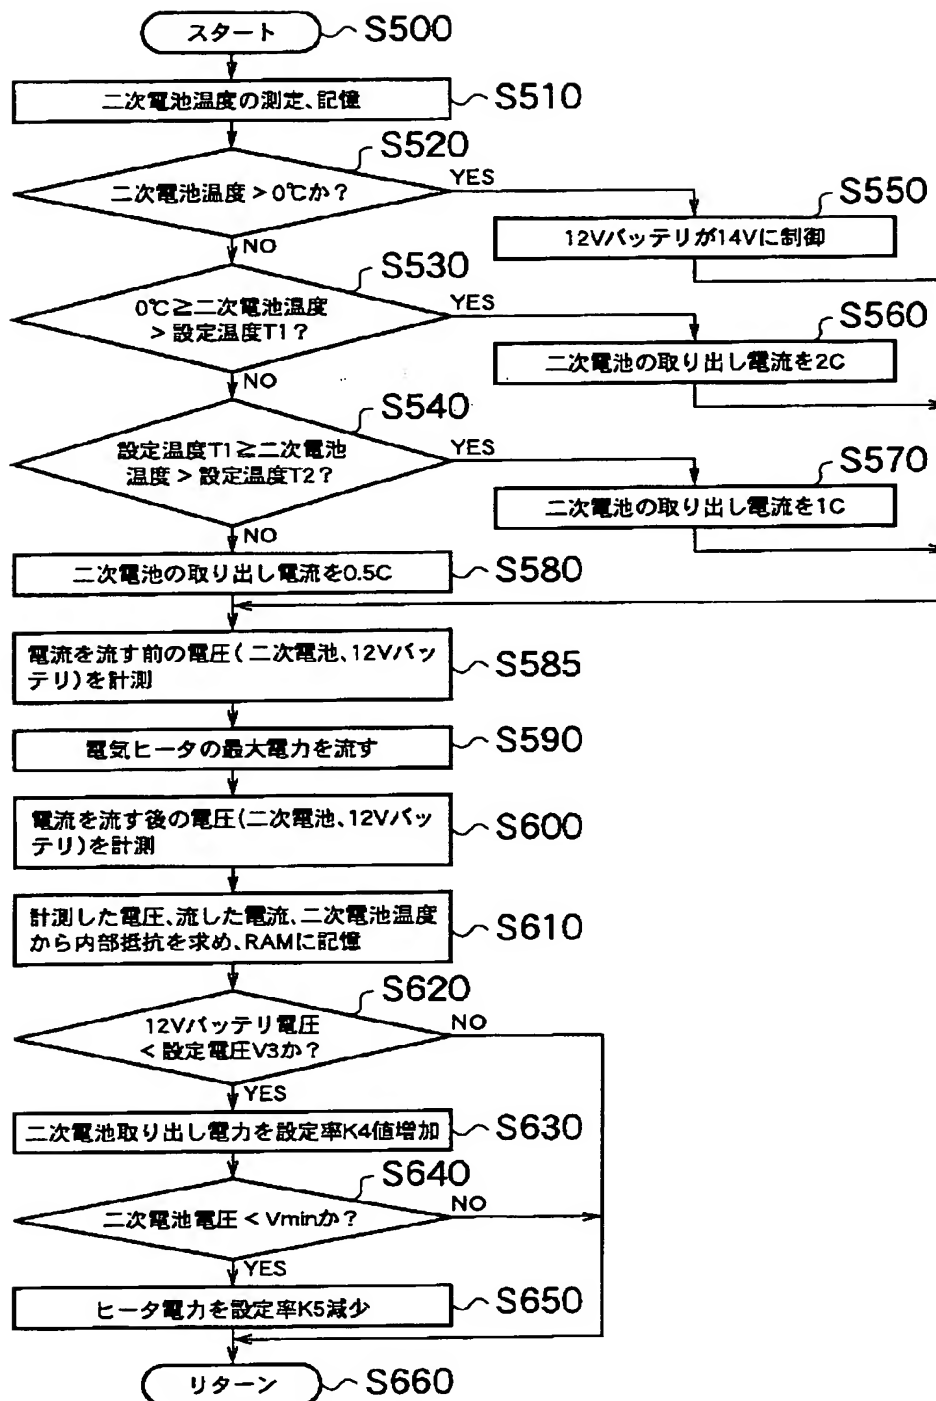 スタート
S500
二次電池温度の測定、記憶
S510
S520
二次電池温度>0℃か?
YES
NO
S550
12Vバッテリが14Vに制御
S530
0℃≧二次電池温度
>設定温度T1?
YES
NO
S560
二次電池の取り出し電流を2C
S540
設定温度T1≧二次電池
温度>設定温度T2?
YES
NO
S570
二次電池の取り出し電流を1C
二次電池の取り出し電流を0.5C
S580
電流を流す前の電圧(二次電池、12Vバッ
テリ)を計測
S585
電気ヒータの最大電力を流す
S590
電流を流す後の電圧(二次電池、12Vバッ
テリ)を計測
S600
計測した電圧、流した電流、二次電池温度
から内部抵抗を求め、RAMに記憶
S610
S620
12Vバッテリ電圧
<設定電圧V3か?
NO
YES
二次電池取り出し電力を設定率K4値増加
S630
S640
二次電池電圧<Vminか?
NO
YES
ヒータ電力を設定率K5減少
S650
リターン
S660